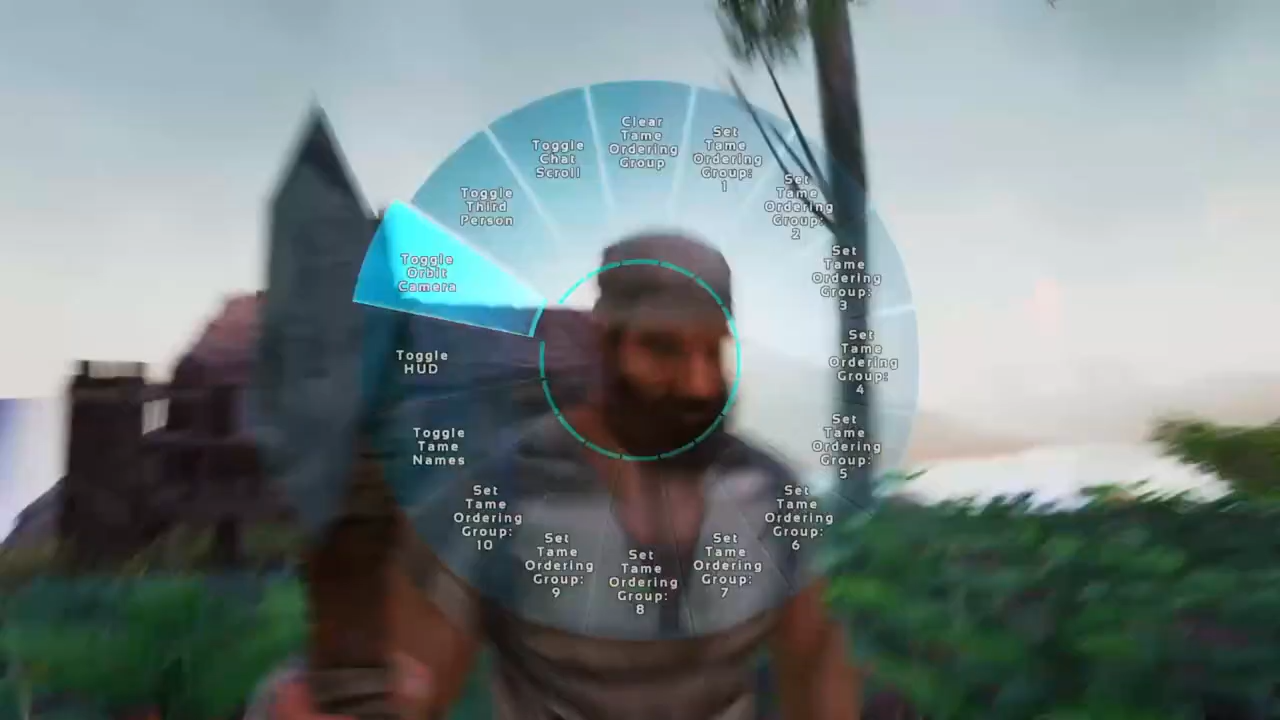 Clear
Tame
Ordering
Group
Set
Tame
Ordering
Group:
1
Set
Tame
Ordering
Group:
2
Set
Tame
Ordering
Group:
3
Set
Tame
Ordering
Group:
4
Set
Tame
Ordering
Group:
5
Set
Tame
Ordering
Group:
6
Set
Tame
Ordering
Group:
7
Set
Tame
Ordering
Group:
8
Set
Tame
Ordering
Group:
9
Set
Tame
Ordering
Group:
10
Toggle
Tame
Names
Toggle
HUD
Toggle
Orbit
Camera
Toggle
Third
Person
Toggle
Chat
Scroll